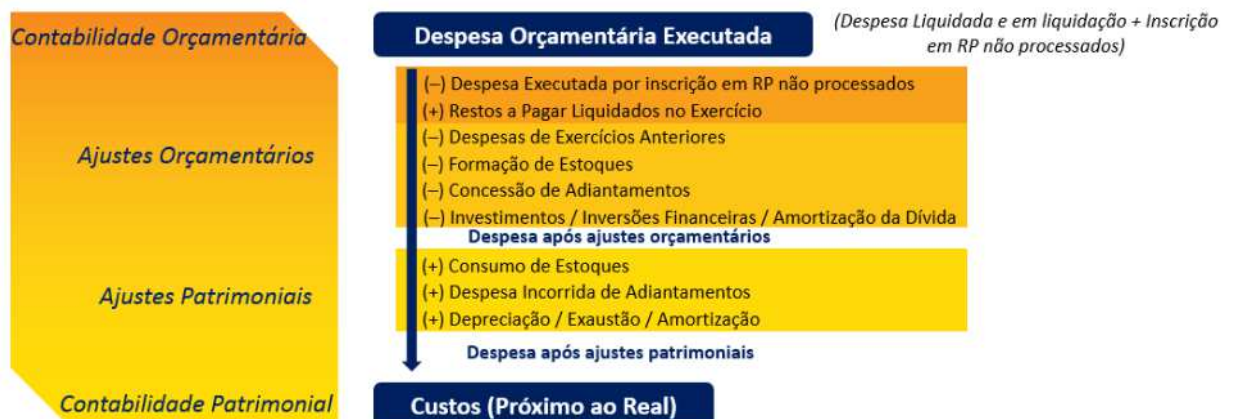 Contabilidade Orçamentária
Despesa Orçamentária Executada
(Despesa Liquidada e em liquidação + Inscrição
em RP não processados)
(–) Despesa Executada por inscrição em RP não processados
(+) Restos a Pagar Liquidados no Exercício
Ajustes Orçamentários
(–) Despesas de Exercícios Anteriores
(–) Formação de Estoques
(–) Concessão de Adiantamentos
(–) Investimentos / Inversões Financeiras / Amortização da Dívida
Despesa após ajustes orçamentários
Ajustes Patrimoniais
(+) Consumo de Estoques
(+) Despesa Incorrida de Adiantamentos
(+) Depreciação / Exaustão / Amortização
Despesa após ajustes patrimoniais
Contabilidade Patrimonial
Custos (Próximo ao Real)